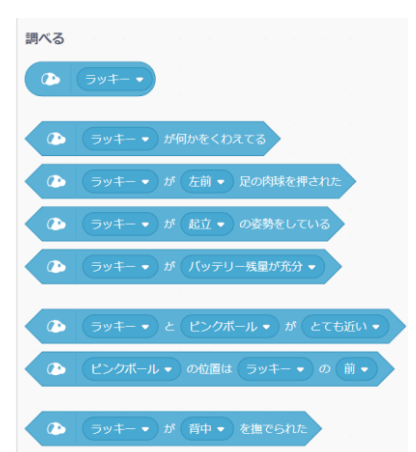 調べる
ラッキー
ラッキー が何かをくわえてる
ラッキー が 左前 足の肉球を押された
ラッキー が 起立 の姿勢をしている
ラッキー が バッテリー残量が充分
ラッキー と ピンクボール が とても近い
ピンクボール の位置は ラッキー の 前
ラッキー が 背中 を撫でられた